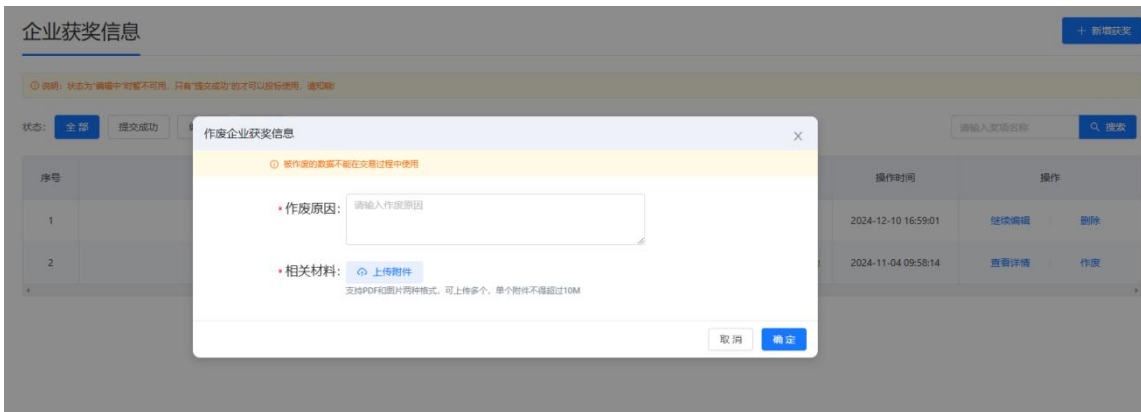 企业获奖信息
+ 新增获奖
说明：状态为"编辑中"时暂不可用，只有"提交成功"的才可以投标使用，请知晓!
状态： 全部 提交成功
请输入奖项名称 搜索
作废企业获奖信息 X
被作废的数据不能在交易过程中使用
序号 操作时间 操作
*作废原因： 请输入作废原因
1 2024-12-10 16:59:01 继续编辑 删除
*相关材料： 上传附件
2 2024-11-04 09:58:14 查看详情 作废
支持PDF和图片两种格式，可上传多个，单个附件不得超过10M
取消 确定